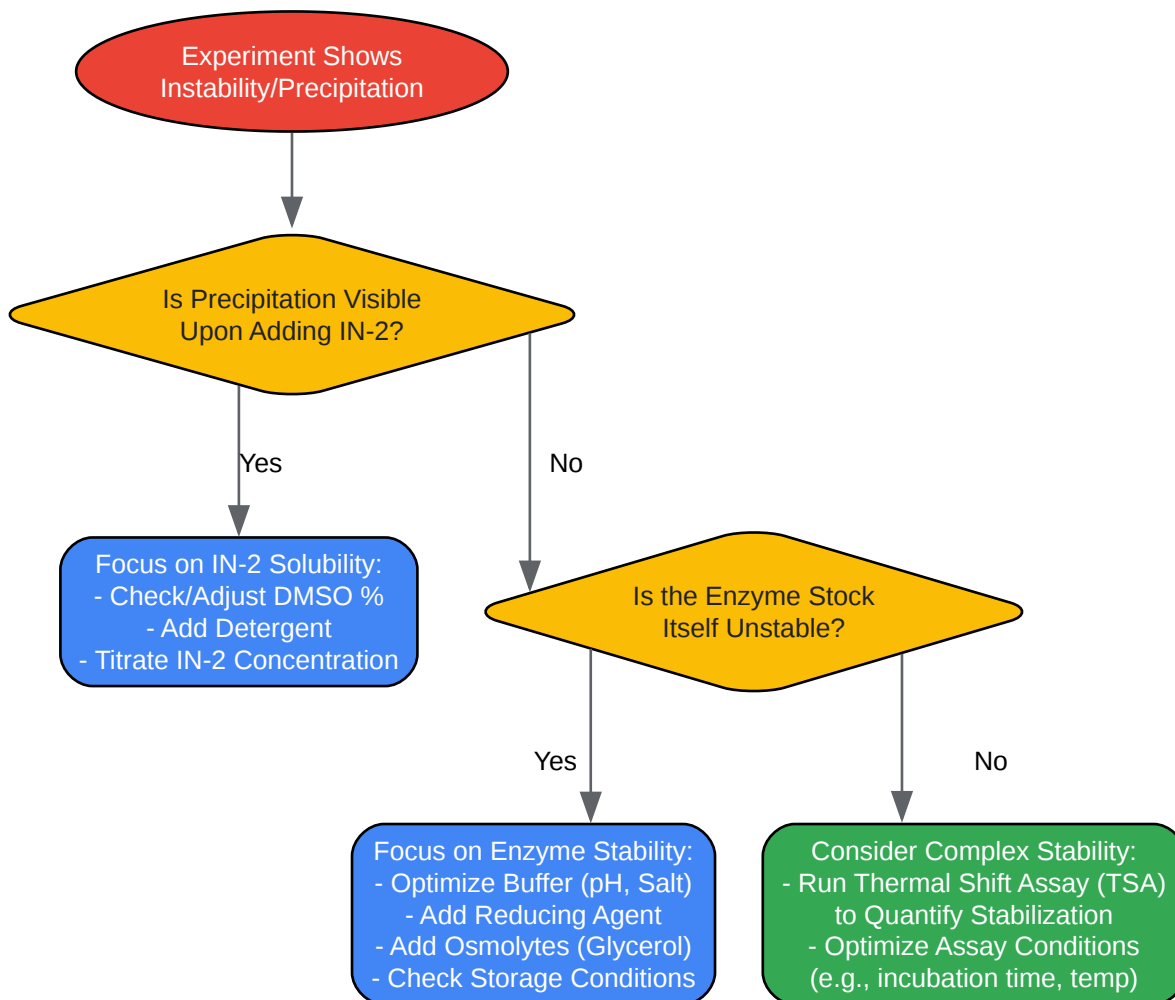 Experiment Shows
Instability/Precipitation
Is Precipitation Visible
Upon Adding IN-2?
Yes
No
Focus on IN-2 Solubility:
- Check/Adjust DMSO %
- Add Detergent
- Titrate IN-2 Concentration
Is the Enzyme Stock
Itself Unstable?
Yes
No
Focus on Enzyme Stability:
- Optimize Buffer (pH, Salt)
- Add Reducing Agent
- Add Osmolytes (Glycerol)
- Check Storage Conditions
Consider Complex Stability:
- Run Thermal Shift Assay (TSA)
to Quantify Stabilization
- Optimize Assay Conditions
(e.g., incubation time, temp)